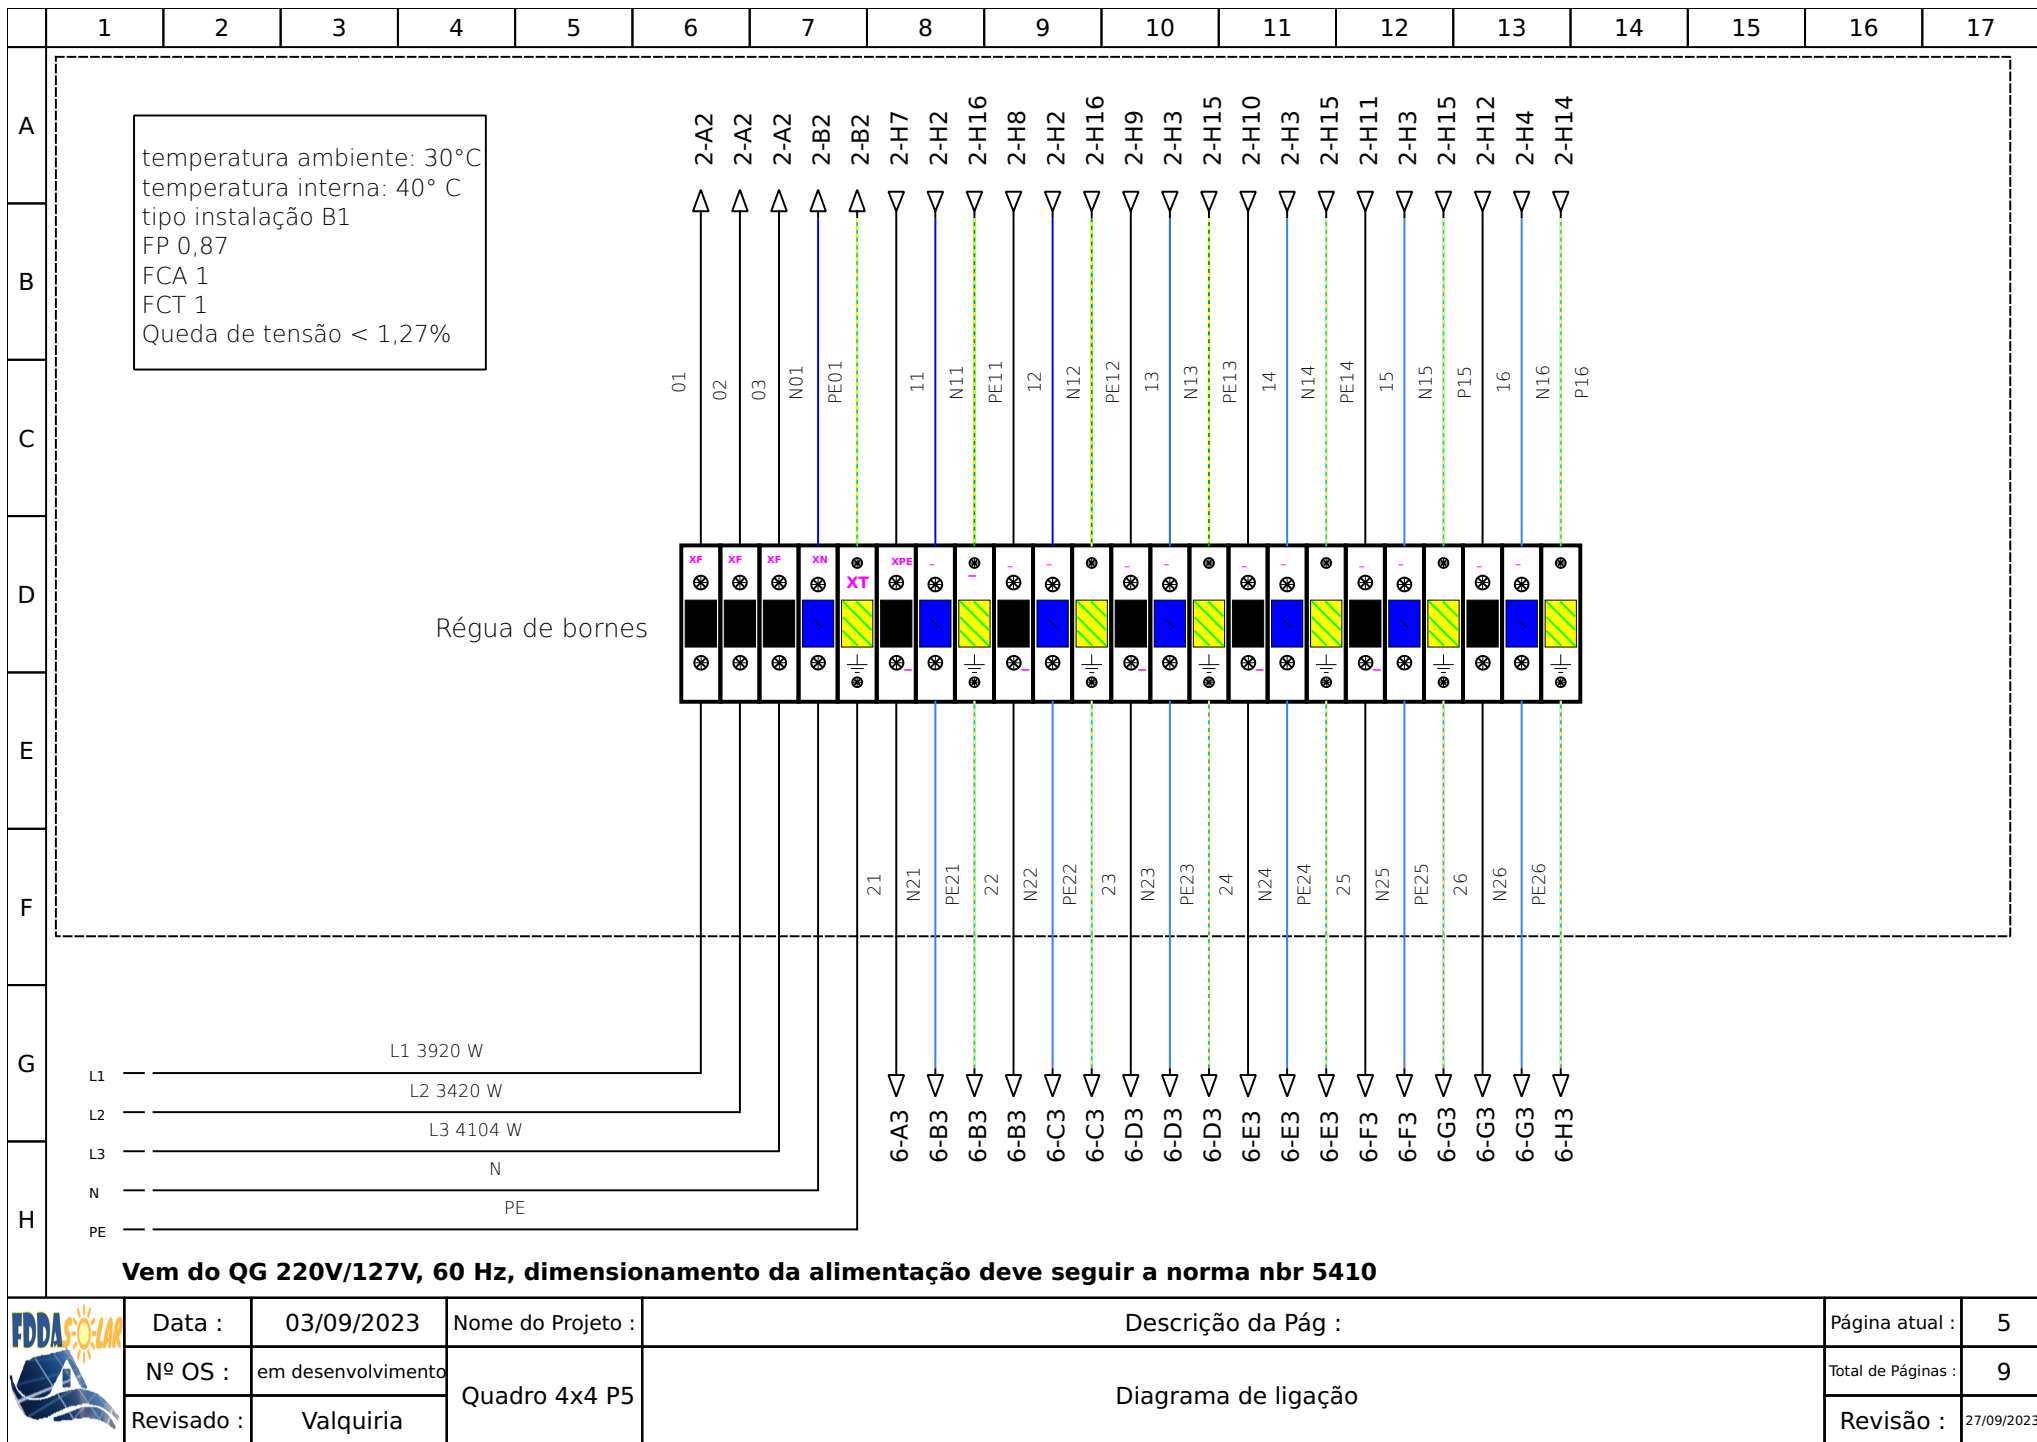 1 2 3 4 5 6 7 8 9 10 11 12 13 14 15 16 17
A
B
C
D
E
F
G
H
temperatura ambiente: 30°C
temperatura interna: 40° C
tipo instalação B1
FP 0,87
FCA 1
FCT 1
Queda de tensão < 1,27%
2-A2 2-A2 2-A2 2-B2 2-B2 2-H7 2-H2 2-H16 2-H8 2-H2 2-H16 2-H9 2-H3 2-H15 2-H10 2-H3 2-H15 2-H11 2-H3 2-H15 2-H12 2-H4 2-H14
01 02 03 N01 PE01 11 N11 PE11 12 N12 PE12 13 N13 PE13 14 N14 PE14 15 N15 P15 16 N16 P16
XF XF XF XN XT XPE
Régua de bornes
21 N21 PE21 22 N22 PE22 23 N23 PE23 24 N24 PE24 25 N25 PE25 26 N26 PE26
6-A3 6-B3 6-B3 6-B3 6-C3 6-C3 6-D3 6-D3 6-D3 6-E3 6-E3 6-E3 6-F3 6-F3 6-G3 6-G3 6-G3 6-H3
L1 L1 3920 W
L2 L2 3420 W
L3 L3 4104 W
N N
PE PE
Vem do QG 220V/127V, 60 Hz, dimensionamento da alimentação deve seguir a norma nbr 5410
FDDA SOLAR
Data : 03/09/2023
Nº OS : em desenvolvimento
Revisado : Valquiria
Nome do Projeto :
Quadro 4x4 P5
Descrição da Pág :
Diagrama de ligação
Página atual : 5
Total de Páginas : 9
Revisão : 27/09/2023